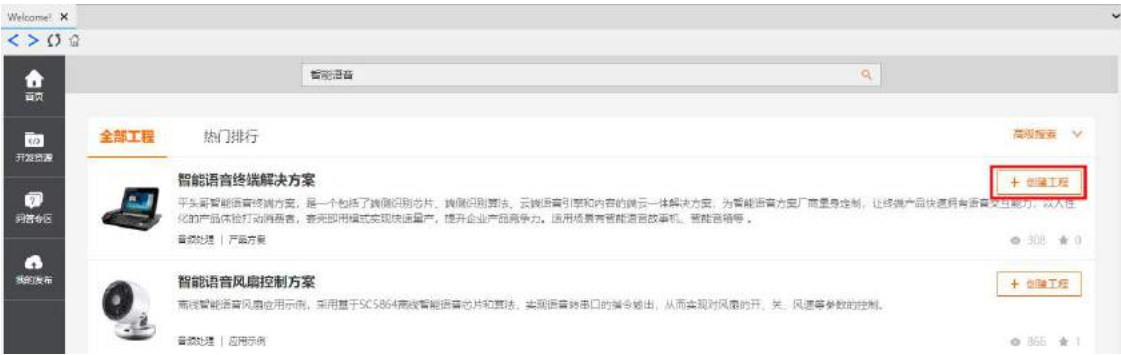 Welcome!
智能语音
首页
开发资源
问答专区
我的发布
全部工程 热门排行 高级搜索
智能语音终端解决方案
+ 创建工程
平头哥智能语音终端方案，是一个包括了端侧识别芯片、端侧识别算法、云端语音引擎和内容的端云一体解决方案，为智能语音方案厂商量身定制，让终端产品快速拥有语音交互能力，以人性
化的产品体验打动消费者，套壳即用模式实现快速量产，提升企业产品竞争力。适用场景有智能语音故事机、智能音箱等。
音频处理 | 产品方案
308 0
智能语音风扇控制方案
+ 创建工程
离线智能语音风扇应用示例，采用基于SC5864离线智能语音芯片和算法，实现语音转串口的指令输出，从而实现对风扇的开、关、风速等参数的控制。
音频处理 | 应用示例
866 1